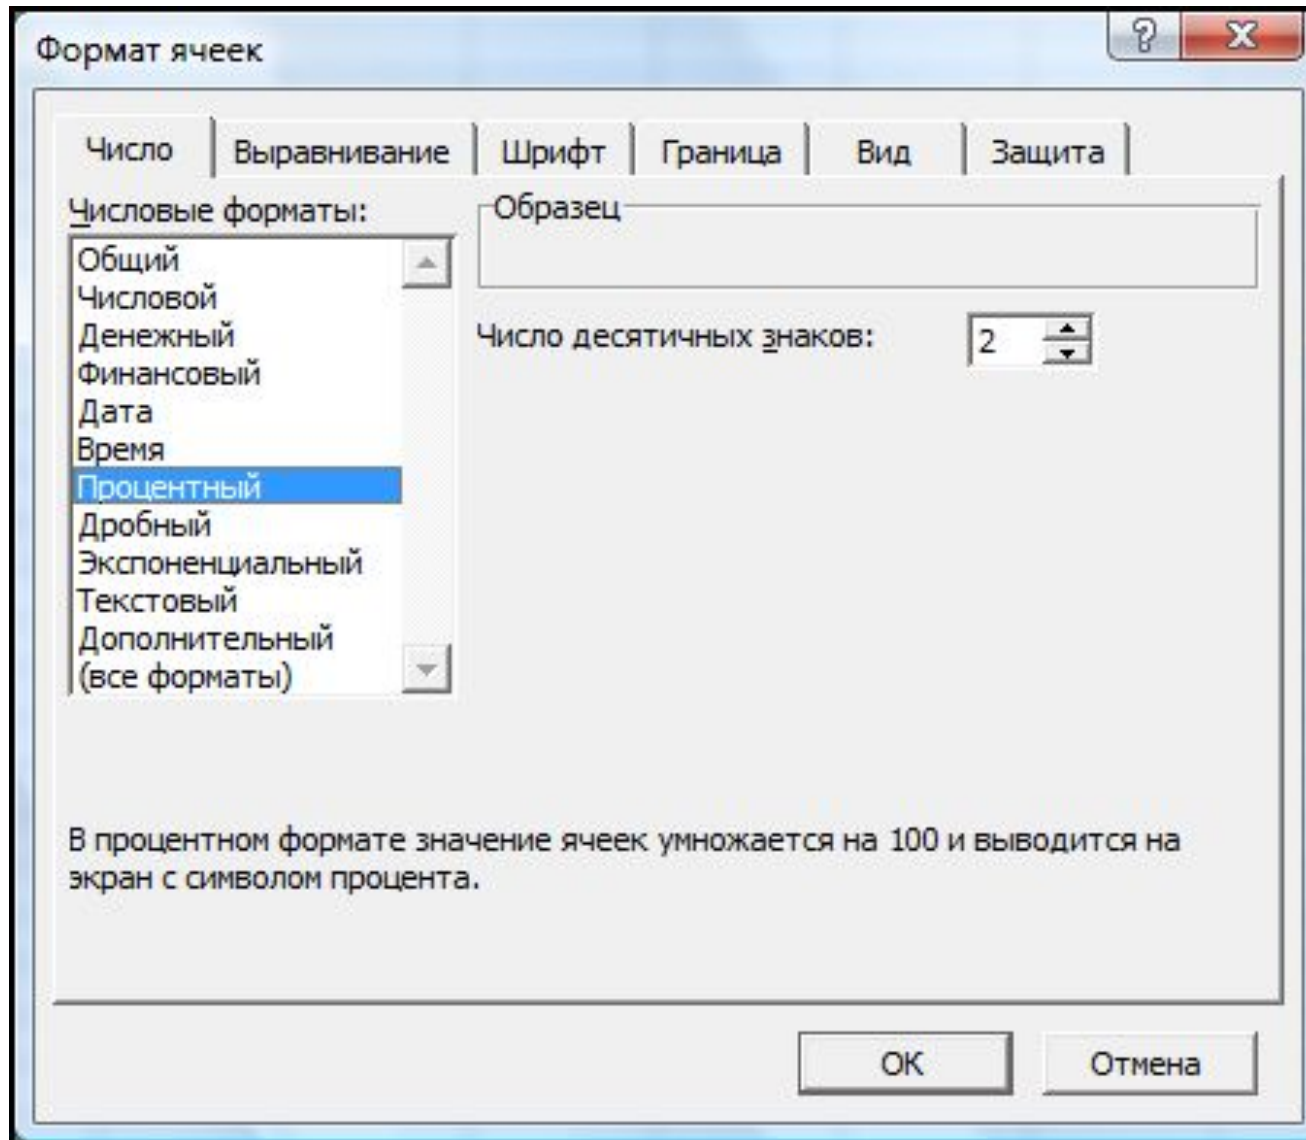 Формат ячеек
Число Выравнивание Шрифт Граница Вид Защита
Числовые форматы:
Образец
Общий
Числовой
Денежный
Финансовый
Дата
Время
Процентный
Дробный
Экспоненциальный
Текстовый
Дополнительный
(все форматы)
Число десятичных знаков: 2
В процентном формате значение ячеек умножается на 100 и выводится на
экран с символом процента.
ОК Отмена